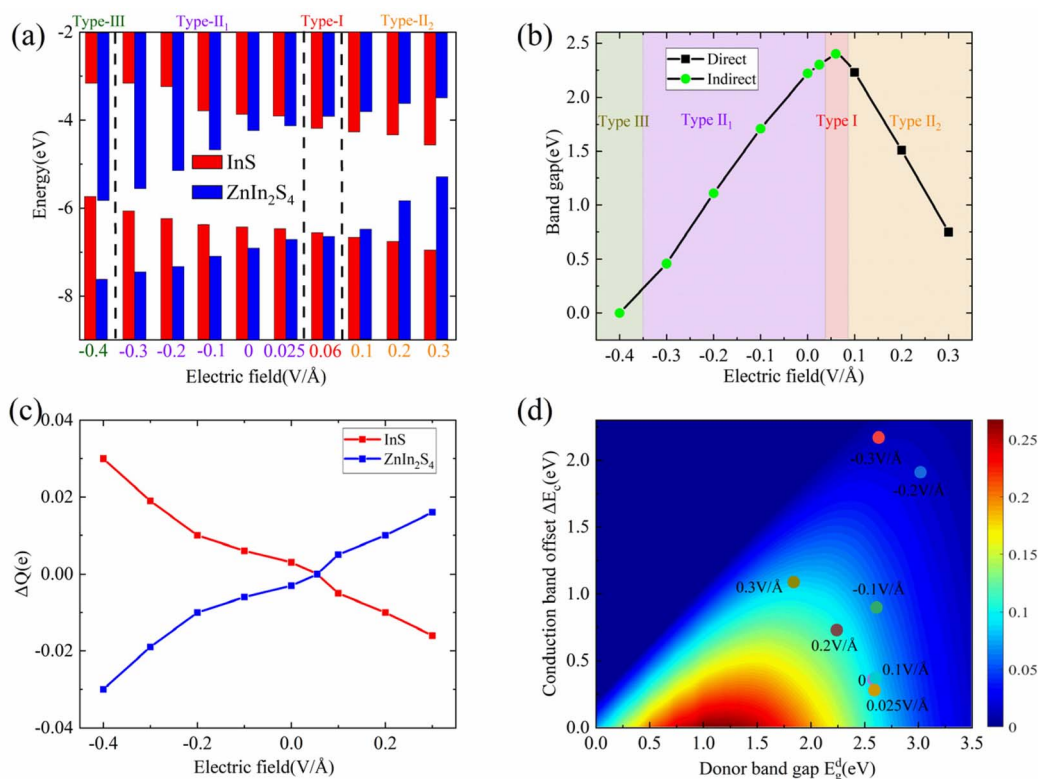 (a)
Type-III Type-II₁ Type-I Type-II₂
-2
-4
-6
-8
Energy(eV)
InS
ZnIn₂S₄
-0.4 -0.3 -0.2 -0.1 0 0.025 0.06 0.1 0.2 0.3
Electric field(V/Å)
(b)
2.5
2.0
1.5
1.0
0.5
0.0
Band gap(eV)
Direct
Indirect
Type III Type II₁ Type I Type II₂
-0.4 -0.3 -0.2 -0.1 0.0 0.1 0.2 0.3
Electric field(V/Å)
(c)
0.04
0.02
0.00
-0.02
-0.04
ΔQ(e)
InS
ZnIn₂S₄
-0.4 -0.2 0.0 0.2
Electric field(V/Å)
(d)
2.0
1.5
1.0
0.5
0.0
Conduction band offset ΔE_c(eV)
-0.3V/Å
-0.2V/Å
0.3V/Å
-0.1V/Å
0.2V/Å
0 0.1V/Å
0.025V/Å
0.0 0.5 1.0 1.5 2.0 2.5 3.0 3.5
Donor band gap E_g^d(eV)
0.25
0.20
0.15
0.1
0.05
0